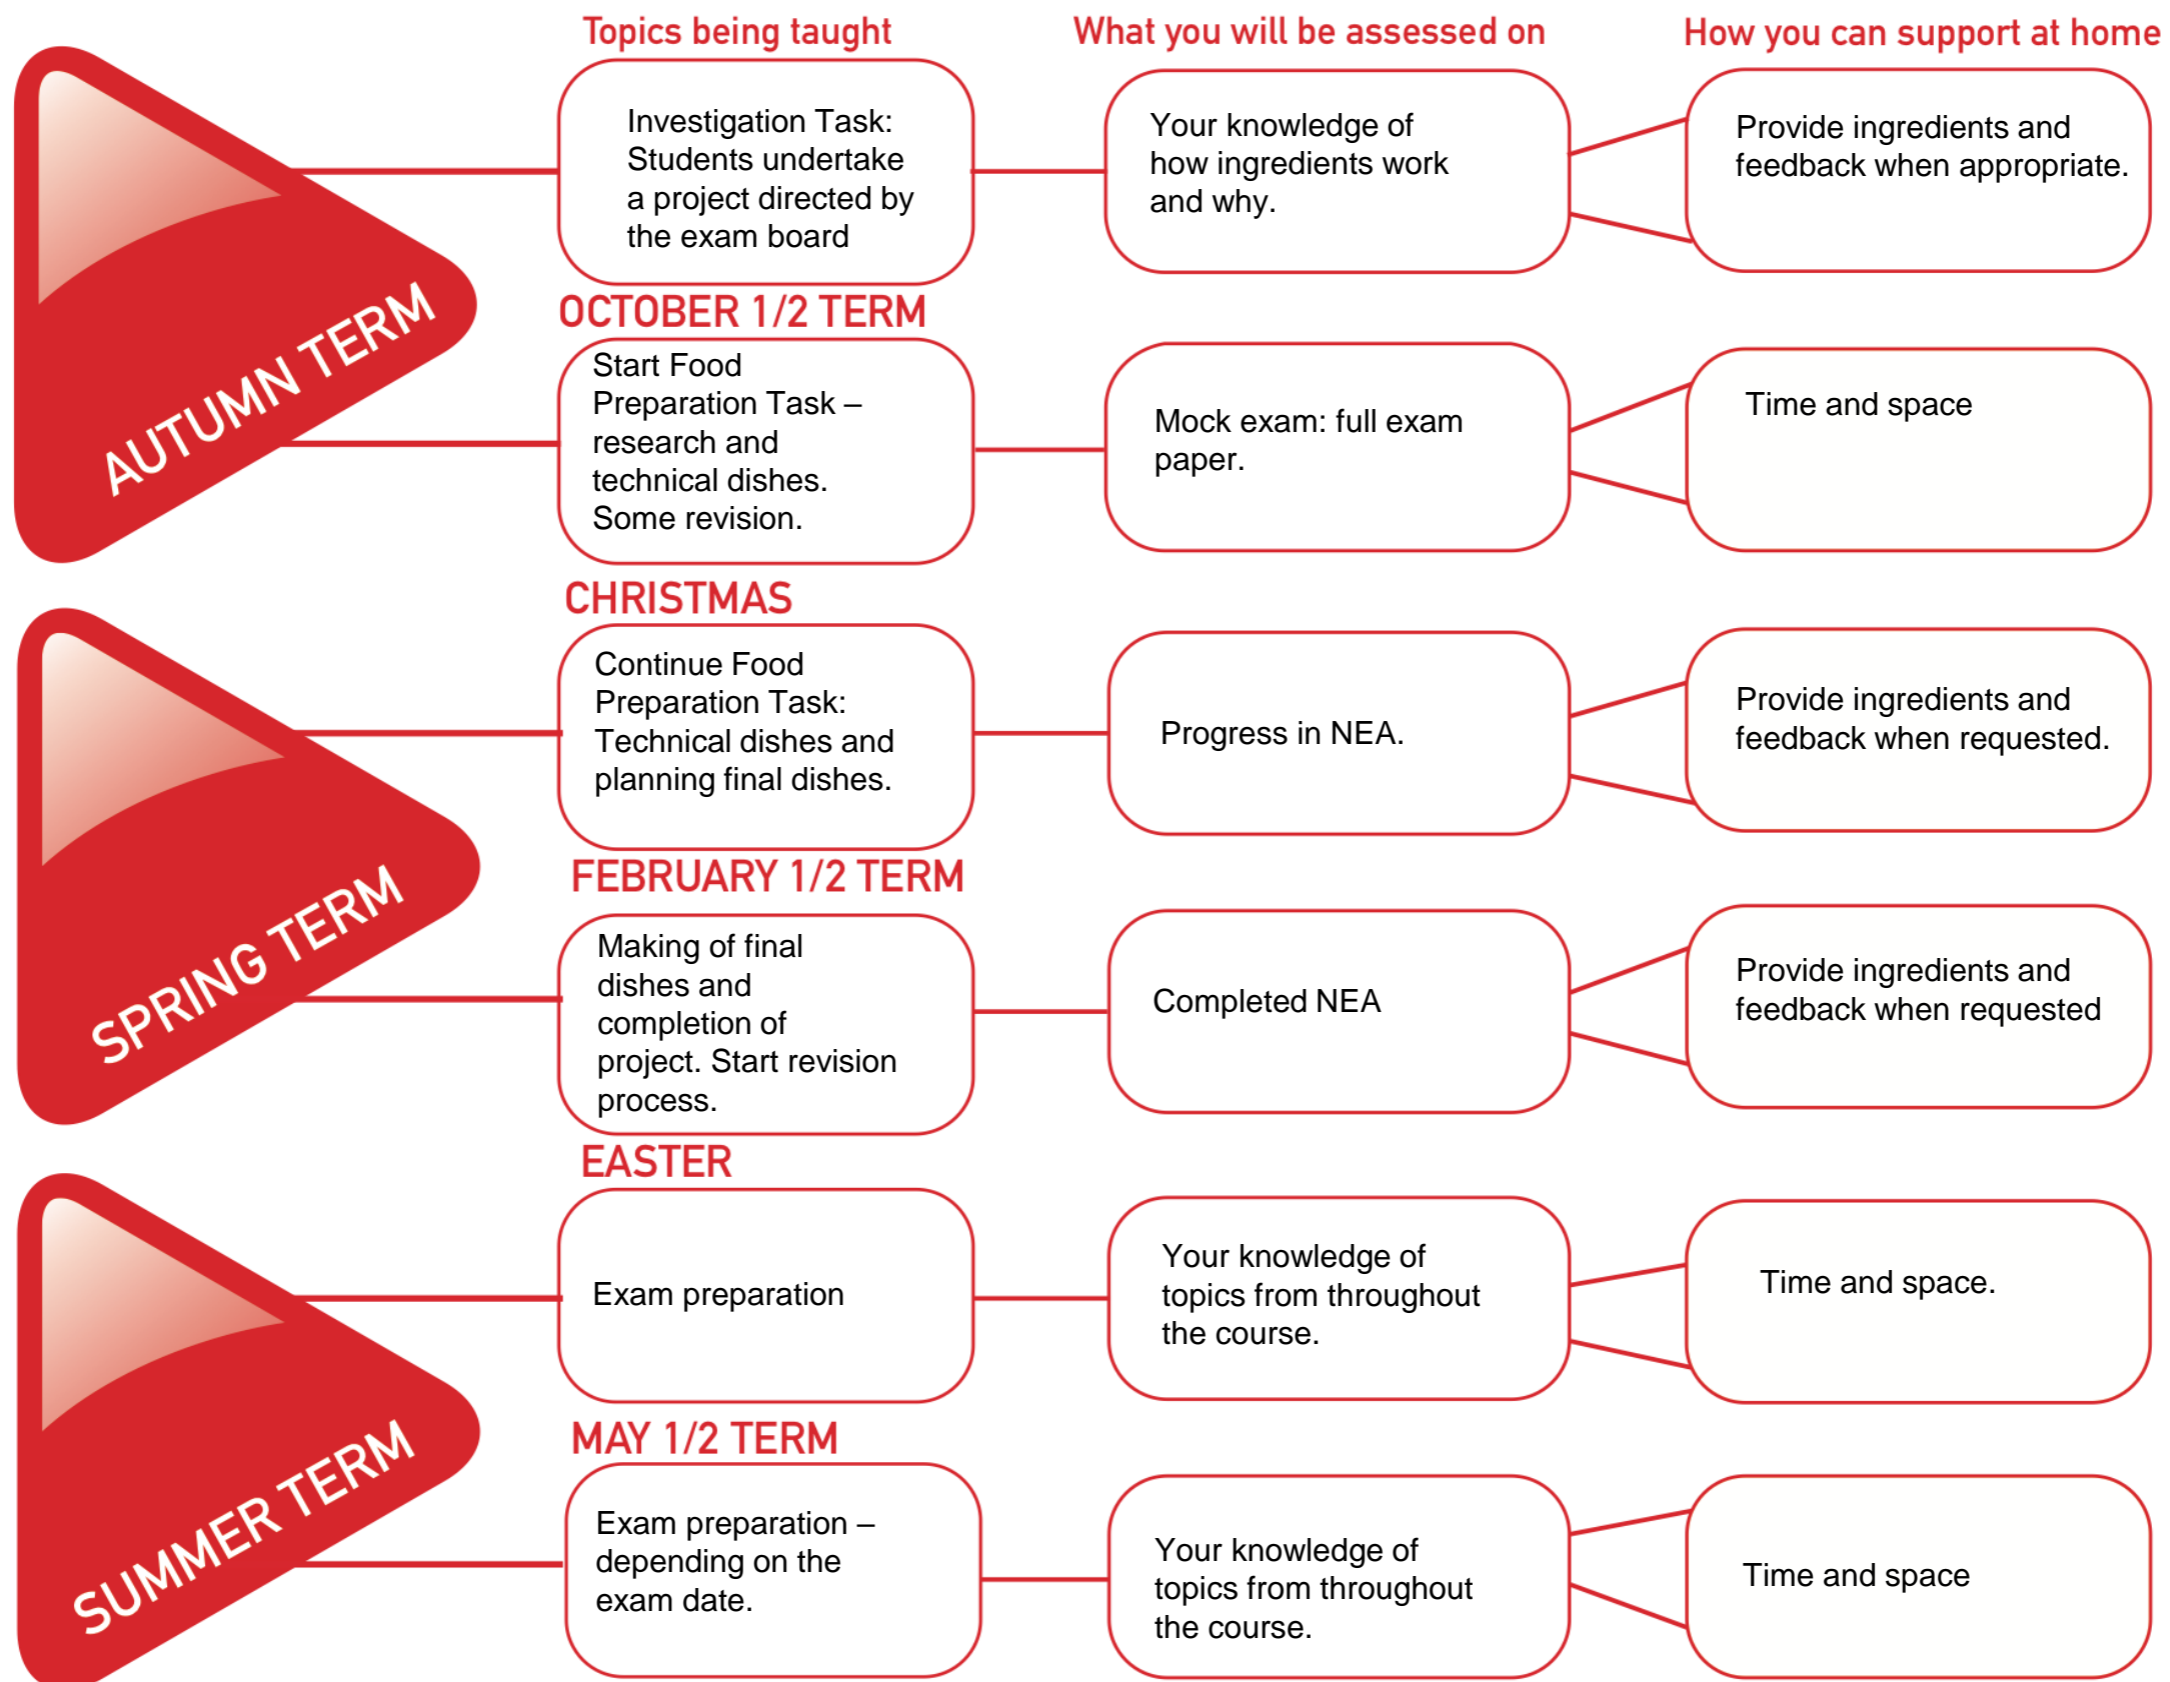 Topics being taught
What you will be assessed on
How you can support at home
AUTUMN TERM
Investigation Task:
Students undertake
a project directed by
the exam board
Your knowledge of
how ingredients work
and why.
Provide ingredients and
feedback when appropriate.
OCTOBER 1/2 TERM
Start Food
Preparation Task –
research and
technical dishes.
Some revision.
Mock exam: full exam
paper.
Time and space
CHRISTMAS
SPRING TERM
Continue Food
Preparation Task:
Technical dishes and
planning final dishes.
Progress in NEA.
Provide ingredients and
feedback when requested.
FEBRUARY 1/2 TERM
Making of final
dishes and
completion of
project. Start revision
process.
Completed NEA
Provide ingredients and
feedback when requested
EASTER
SUMMER TERM
Exam preparation
Your knowledge of
topics from throughout
the course.
Time and space.
MAY 1/2 TERM
Exam preparation –
depending on the
exam date.
Your knowledge of
topics from throughout
the course.
Time and space